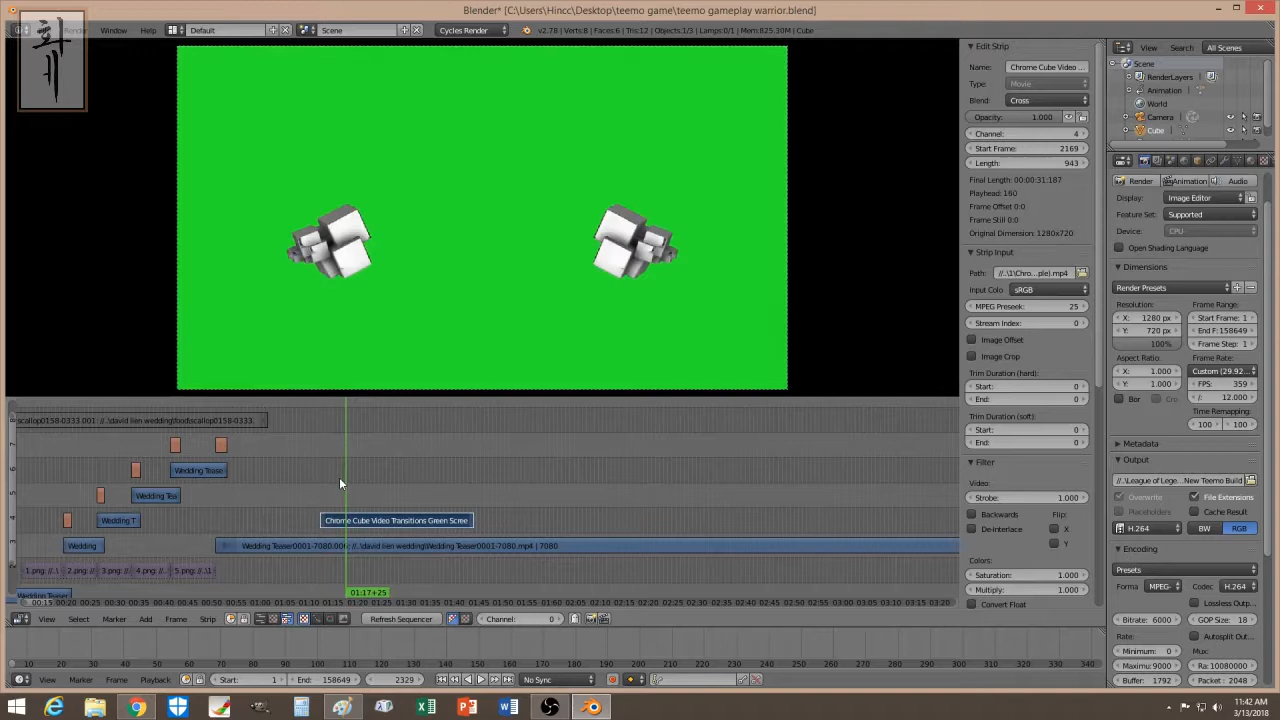 Blender* [C:\Users\Hincc\Desktop\teemo game\teemo gameplay warrior.blend]
Render Window Help Default Scene Cycles Render v2.78 | Verts:8 | Faces:6 | Tris:12 | Objects:1/3 | Lamps:0/1 | Mem:825.30M | Cube
Edit Strip
Name: Chrome Cube Video ...
Type: Movie
Blend: Cross
Opacity: 1.000
Channel: 4
Start Frame: 2169
Length: 943
Final Length: 00:00:31:187
Playhead: 160
Frame Offset 0:0
Frame Still 0:0
Original Dimension: 1280x720
Strip Input
Path: //..\1\Chro...ple).mp4
Input Colo sRGB
MPEG Preseek: 25
Stream Index: 0
Image Offset
Image Crop
Trim Duration (hard):
Start: 0
End: 0
Trim Duration (soft):
Start: 0
End: 0
Filter
Video:
Strobe: 1.000
Backwards Flip:
De-Interlace X
Y
Colors:
Saturation: 1.000
Multiply: 1.000
Convert Float
View Search All Scenes
Scene
RenderLayers
Animation
World
Camera
Cube
Render Animation Audio
Display: Image Editor
Feature Set: Supported
Device: CPU
Open Shading Language
Dimensions
Render Presets
Resolution: Frame Range:
X: 1280 px Start Frame: 1
Y: 720 px End F: 158649
100% Frame Step: 1
Aspect Ratio: Frame Rate:
X: 1.000 Custom (29.92...
Y: 1.000 FPS: 359
Bor Cro /: 12.000
Time Remapping:
100 100
Metadata
Output
//..\League of Lege... New Teemo Build
Overwrite File Extensions
Placeholders Cache Result
H.264 BW RGB
Encoding
Presets
Forma MPEG- Codec: H.264
Lossless Outp...
Bitrate: 6000 GOP Size: 18
Autosplit Out...
Rate: Mux:
Minimum: 0 Ra:10080000
Maximu: 9000 Packet: 2048
Buffer: 1792
scallop0158-0333.001 //..\david lien wedding\food\scallop0158-0333.
Wedding Tease
Wedding Tea
Wedding T Chrome Cube Video Transitions Green Scree
Wedding Wedding Teaser0001-7080.00 //..\david lien wedding\Wedding Teaser0001-7080.mp4 | 7080
1.png: //..\ 2.png: //. 3.png: //.. 4.png: //.. 5.png: //..\1
Wedding Teaser 01:17+25
00:15 00:20 00:25 00:30 00:35 00:40 00:45 00:50 00:55 01:00 01:05 01:10 01:15 01:20 01:25 01:30 01:35 01:40 01:45 01:50 01:55 02:00 02:05 02:10 02:15 02:20 02:25 02:30 02:35 02:40 02:45 02:50 02:55 03:00 03:05 03:10 03:15 03:20
View Select Marker Add Frame Strip Refresh Sequencer Channel: 0
10 20 30 40 50 60 70 80 90 100 110 120 130 140 150 160 170 180 190 200 210 220 230 240 250 260 270 280 290 300 310 320 330 340
View Marker Frame Playback Start: 1 End: 158649 2329 No Sync
11:42 AM
3/13/2018